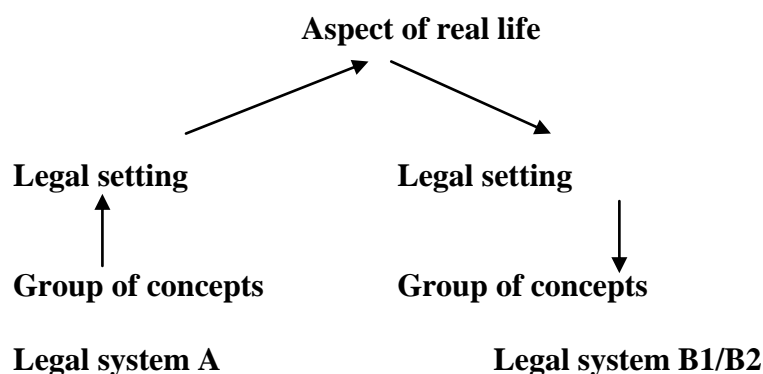 Aspect of real life
Legal setting Legal setting
Group of concepts Group of concepts
Legal system A Legal system B1/B2